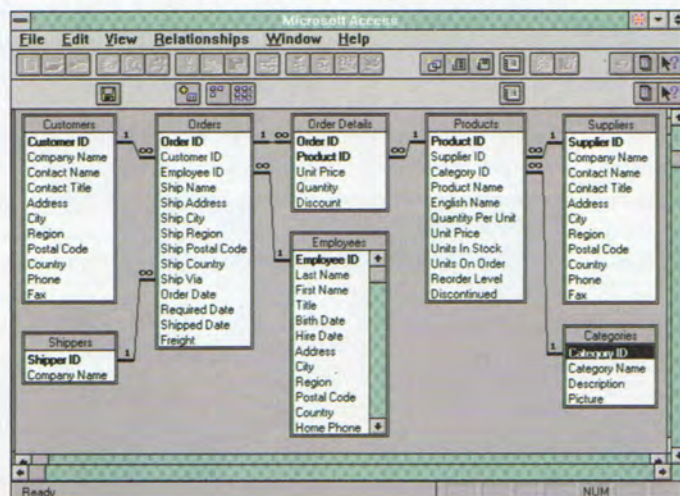 Microsoft Access
File Edit View Relationships Window Help
Customers
Customer ID
Company Name
Contact Name
Contact Title
Address
City
Region
Postal Code
Country
Phone
Fax
1
∞
Orders
Order ID
Customer ID
Employee ID
Ship Name
Ship Address
Ship City
Ship Region
Ship Postal Code
Ship Country
Ship Via
Order Date
Required Date
Shipped Date
Freight
1 ∞
∞
1
Order Details
Order ID
Product ID
Unit Price
Quantity
Discount
∞ 1
Products
Product ID
Supplier ID
Category ID
Product Name
English Name
Quantity Per Unit
Unit Price
Units In Stock
Units On Order
Reorder Level
Discontinued
∞ 1
∞
1
Suppliers
Supplier ID
Company Name
Contact Name
Contact Title
Address
City
Region
Postal Code
Country
Phone
Fax
Shippers
Shipper ID
Company Name
1
∞
Employees
Employee ID
Last Name
First Name
Title
Birth Date
Hire Date
Address
City
Region
Postal Code
Country
Home Phone
Categories
Category ID
Category Name
Description
Picture
Ready
NUM